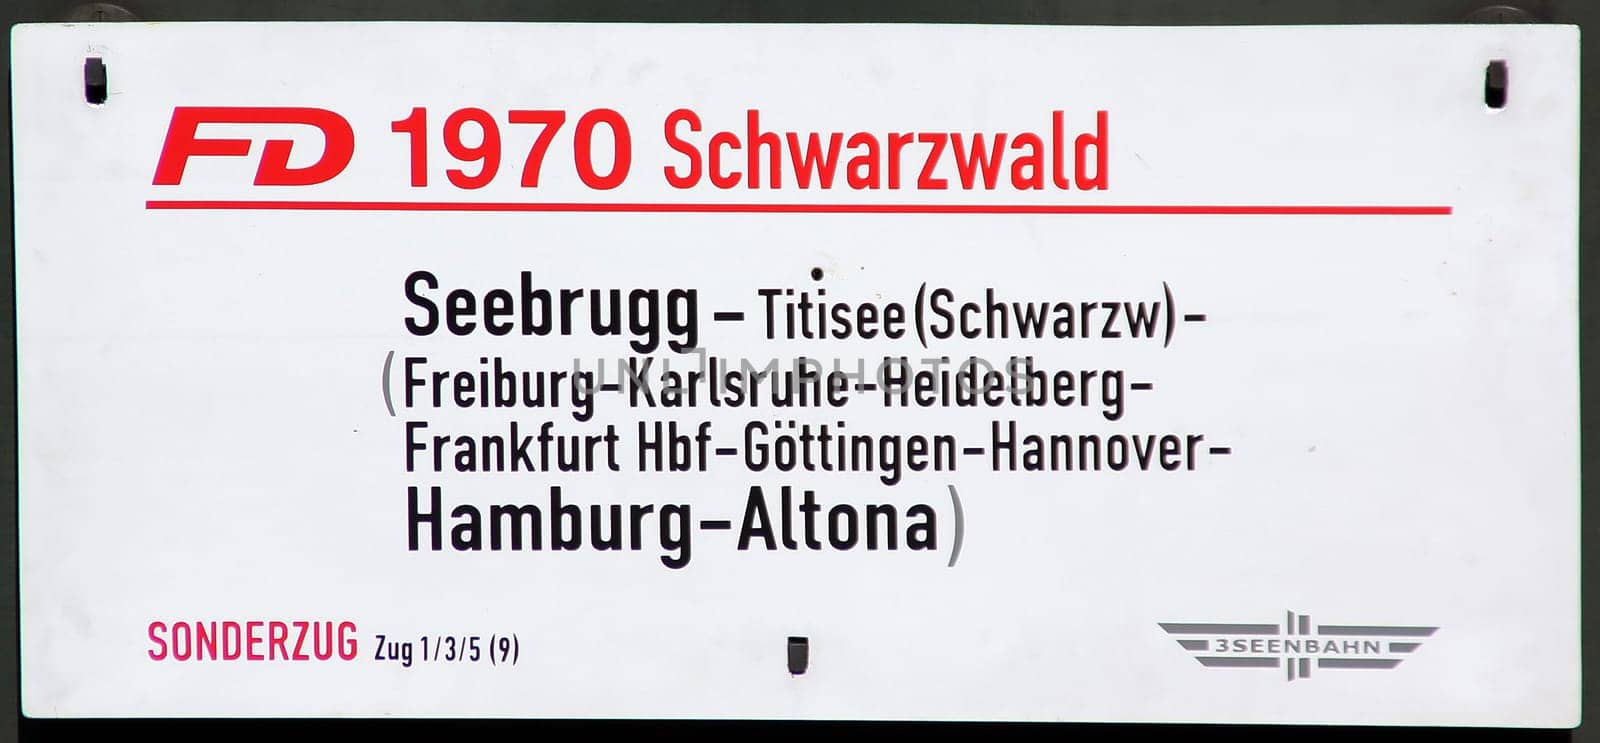 FD 1970 Schwarzwald
Seebrugg – Titisee (Schwarzw) –
(Freiburg–Karlsruhe–Heidelberg–
Frankfurt Hbf–Göttingen–Hannover–
Hamburg–Altona)
SONDERZUG Zug 1/3/5 (9)
3SEENBAHN
UNLIMPHOTOS